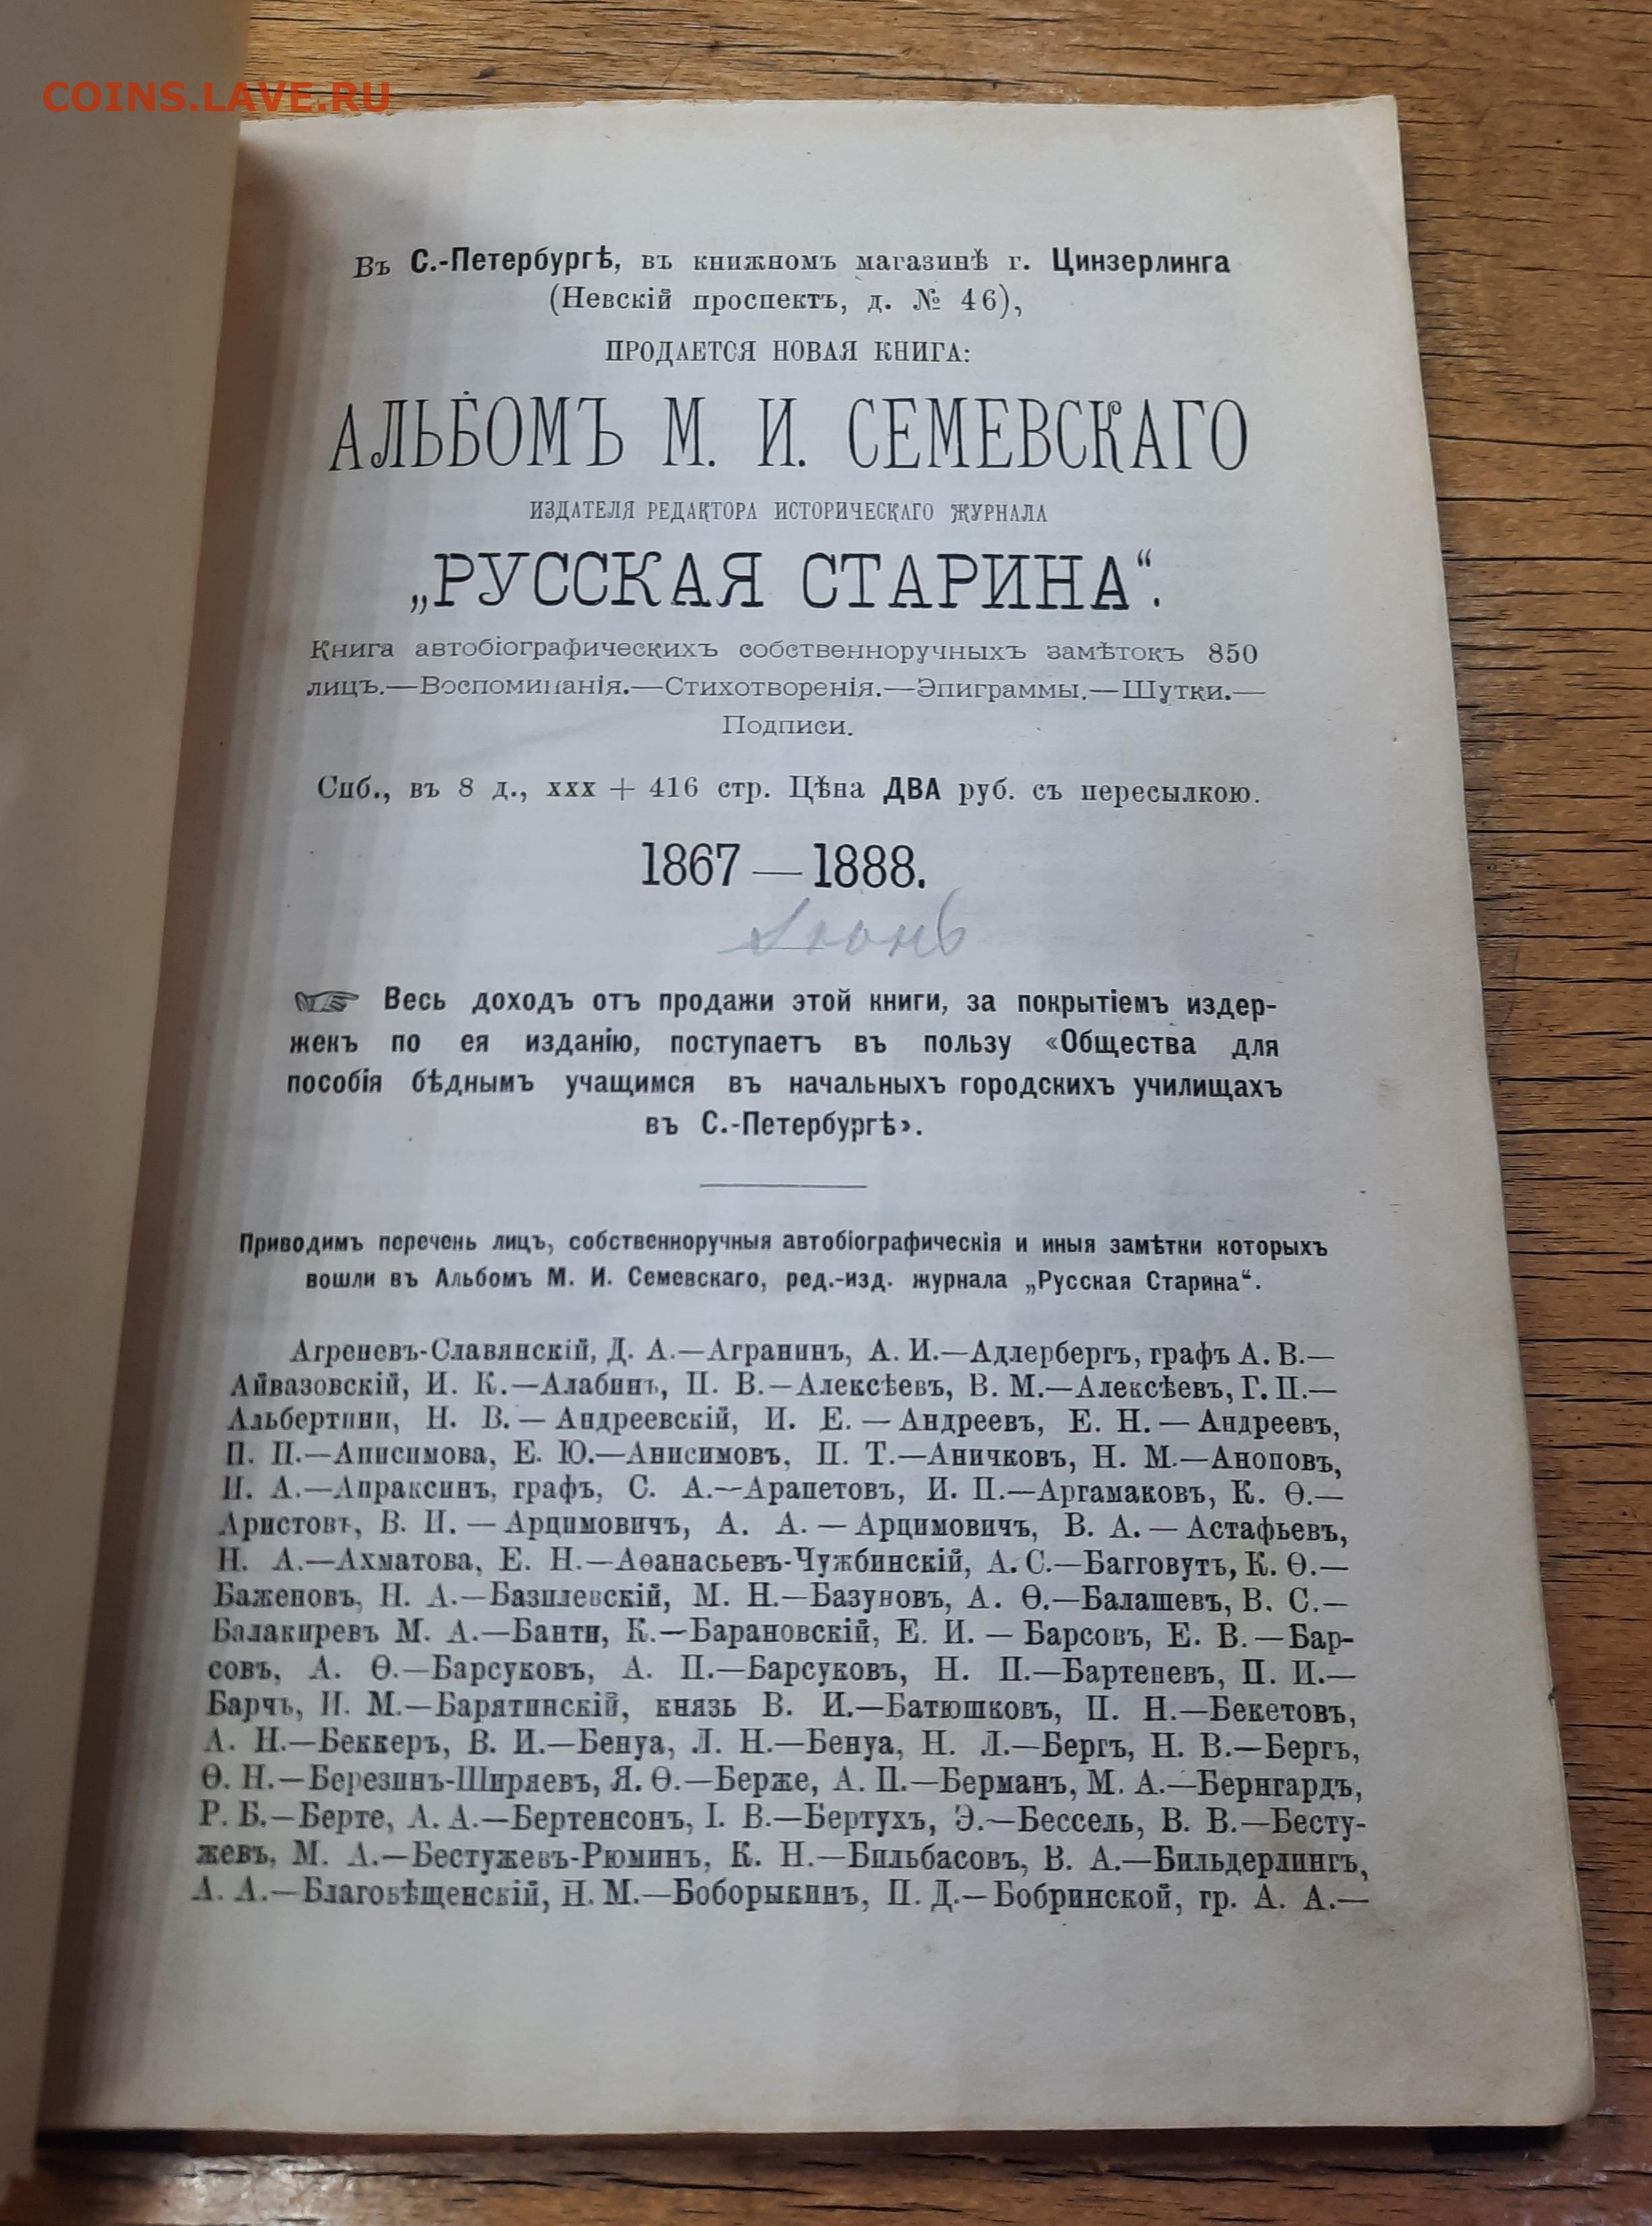 COINS.LAVE.RU
Въ С.-Петербургѣ, въ книжномъ магазинѣ г. Цинзерлинга
(Невскій проспектъ, д. № 46),
ПРОДАЕТСЯ НОВАЯ КНИГА:
АЛЬБОМЪ М. И. СЕМЕВСКАГО
ИЗДАТЕЛЯ РЕДАКТОРА ИСТОРИЧЕСКАГО ЖУРНАЛА
„РУССКАЯ СТАРИНА“.
Книга автобіографическихъ собственноручныхъ замѣтокъ 850
лицъ.—Воспоминанія.—Стихотворенія.—Эпиграммы.—Шутки.—
Подписи.
Спб., въ 8 д., xxx + 416 стр. Цѣна ДВА руб. съ пересылкою.
1867—1888.
Весь доходъ отъ продажи этой книги, за покрытіемъ издер-
жекъ по ея изданію, поступаетъ въ пользу «Общества для
пособія бѣднымъ учащимся въ начальныхъ городскихъ училищахъ
въ С.-Петербургѣ».
Приводимъ перечень лицъ, собственноручныя автобіографическія и иныя замѣтки которыхъ
вошли въ Альбомъ М. И. Семевскаго, ред.-изд. журнала „Русская Старина“.
Агреневъ-Славянскій, Д. А.—Агранинъ, А. И.—Адлербергъ, графъ А. В.—
Айвазовскій, И. К.—Алабинъ, П. В.—Алексѣевъ, В. М.—Алексѣевъ, Г. П.—
Альбертини, Н. В.—Андреевскій, И. Е.—Андреевъ, Е. Н.—Андреевъ,
П. П.—Анисимова, Е. Ю.—Анисимовъ, П. Т.—Аничковъ, Н. М.—Аноповъ,
И. А.—Апраксинъ, графъ, С. А.—Арапетовъ, И. П.—Аргамаковъ, К. Ѳ.—
Аристовъ, В. И.—Арцимовичъ, А. А.—Арцимовичъ, В. А.—Астафьевъ,
Н. А.—Ахматова, Е. Н.—Аѳанасьевъ-Чужбинскій, А. С.—Багговутъ, К. Ѳ.—
Баженовъ, Н. А.—Базилевскій, М. Н.—Базуновъ, А. Ѳ.—Балашевъ, В. С.—
Балакиревъ М. А.—Банти, К.—Барановскій, Е. И.—Барсовъ, Е. В.—Бар-
совъ, А. Ѳ.—Барсуковъ, А. П.—Барсуковъ, Н. П.—Бартеневъ, П. И.—
Барчъ, И. М.—Барятинскій, князь В. И.—Батюшковъ, П. Н.—Бекетовъ,
А. Н.—Беккеръ, В. И.—Бенуа, Л. Н.—Бенуа, Н. Л.—Бергъ, Н. В.—Бергъ,
Ѳ. Н.—Березинъ-Ширяевъ, Я. Ѳ.—Берже, А. П.—Берманъ, М. А.—Бернгардъ,
Р. Б.—Берте, А. А.—Бертенсонъ, І. В.—Бертухъ, Э.—Бессель, В. В.—Бесту-
жевъ, М. А.—Бестужевъ-Рюминъ, К. Н.—Бильбасовъ, В. А.—Бильдерлингъ,
А. А.—Благовѣщенскій, Н. М.—Боборыкинъ, П. Д.—Бобринской, гр. А. А.—